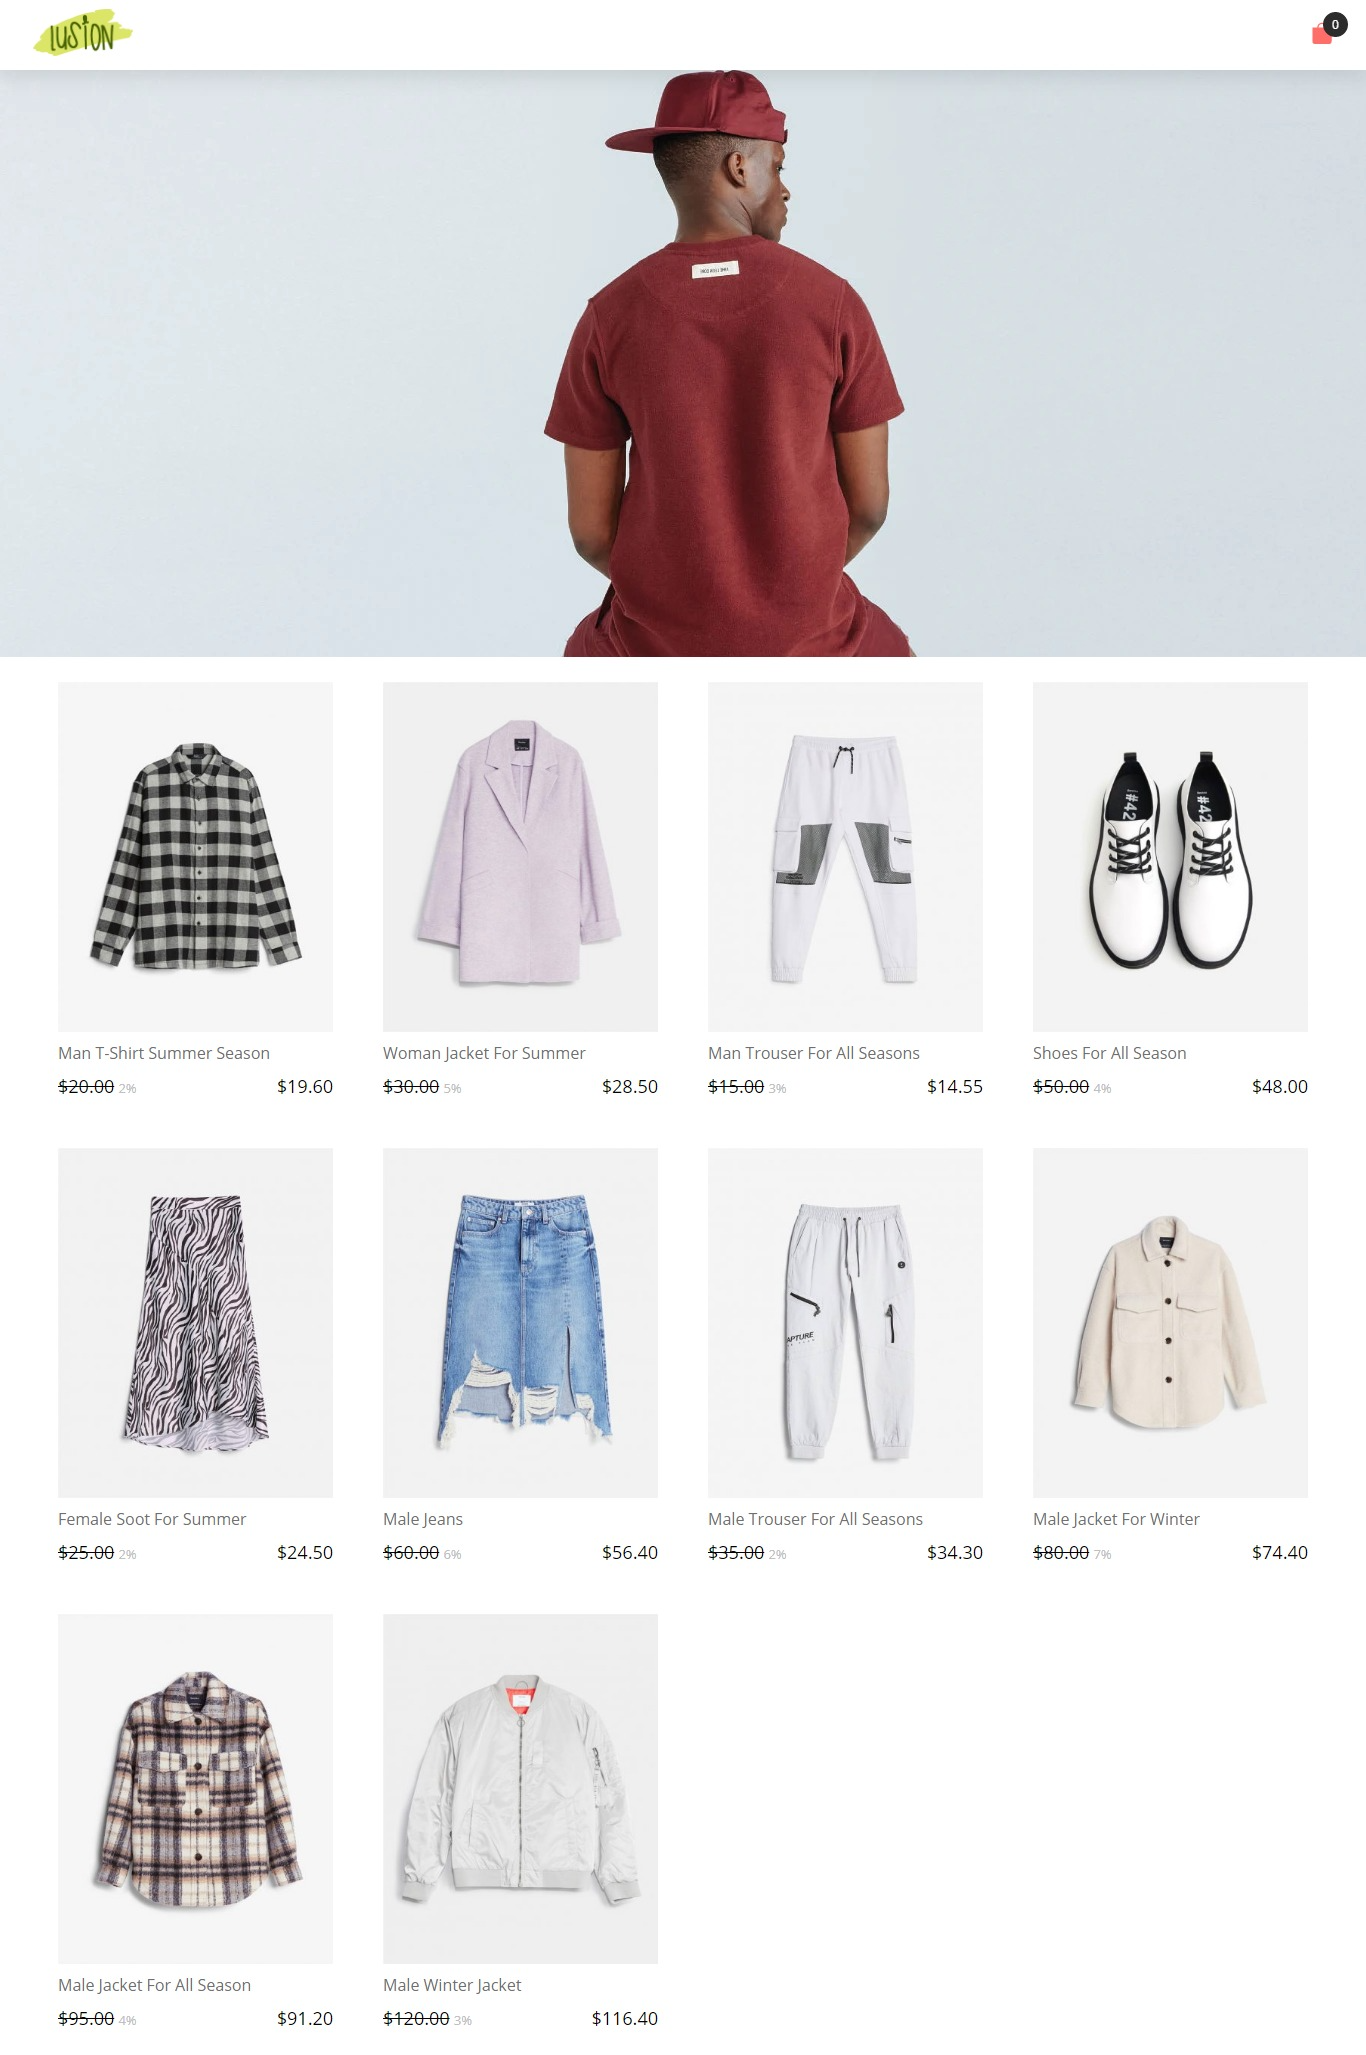 LUSION
0
#42
#42
Man T-Shirt Summer Season
$20.00 2% $19.60
Woman Jacket For Summer
$30.00 5% $28.50
Man Trouser For All Seasons
$15.00 3% $14.55
Shoes For All Season
$50.00 4% $48.00
APTURE
Female Soot For Summer
$25.00 2% $24.50
Male Jeans
$60.00 6% $56.40
Male Trouser For All Seasons
$35.00 2% $34.30
Male Jacket For Winter
$80.00 7% $74.40
Male Jacket For All Season
$95.00 4% $91.20
Male Winter Jacket
$120.00 3% $116.40